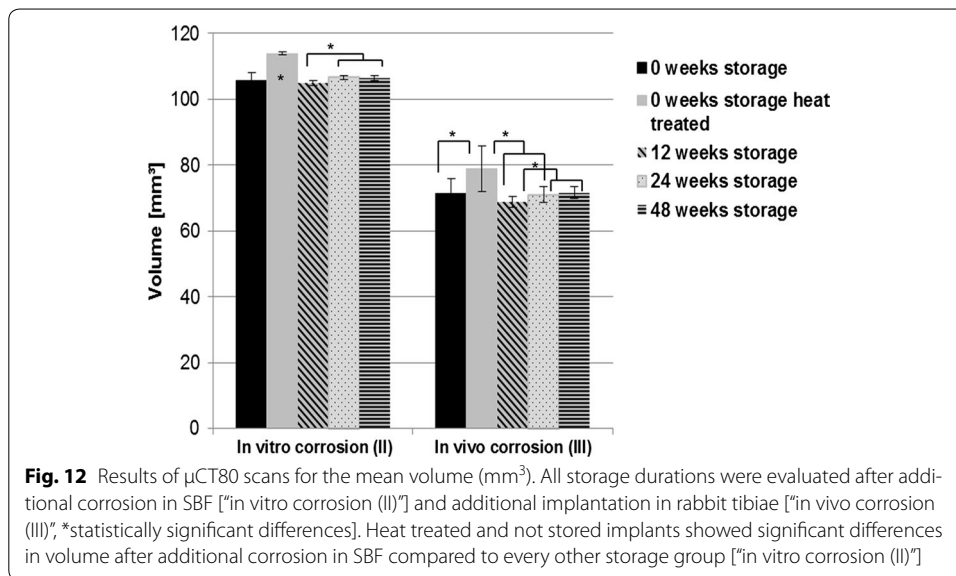 120
100
80
60
40
20
0
Volume [mm³]
*
*
*
*
*
In vitro corrosion (II)
In vivo corrosion (III)
0 weeks storage
0 weeks storage heat
treated
12 weeks storage
24 weeks storage
48 weeks storage
Fig. 12 Results of µCT80 scans for the mean volume (mm³). All storage durations were evaluated after addi-
tional corrosion in SBF ["in vitro corrosion (II)"] and additional implantation in rabbit tibiae ["in vivo corrosion
(III)", *statistically significant differences]. Heat treated and not stored implants showed significant differences
in volume after additional corrosion in SBF compared to every other storage group ["in vitro corrosion (II)"]